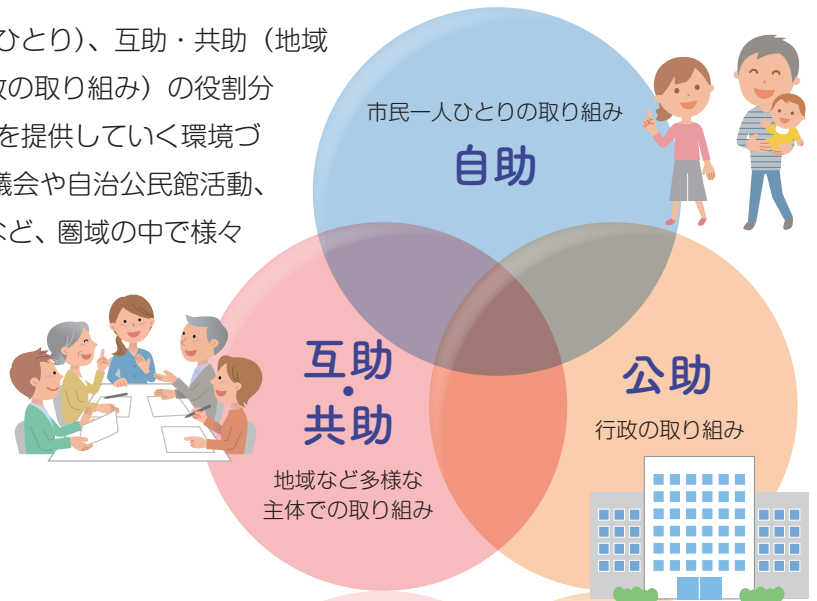 ひとり）、互助・共助（地域
の取り組み）の役割分
を提供していく環境づ
議会や自治公民館活動、
など、圏域の中で様々
市民一人ひとりの取り組み
自助
互助
・
共助
地域など多様な
主体での取り組み
公助
行政の取り組み